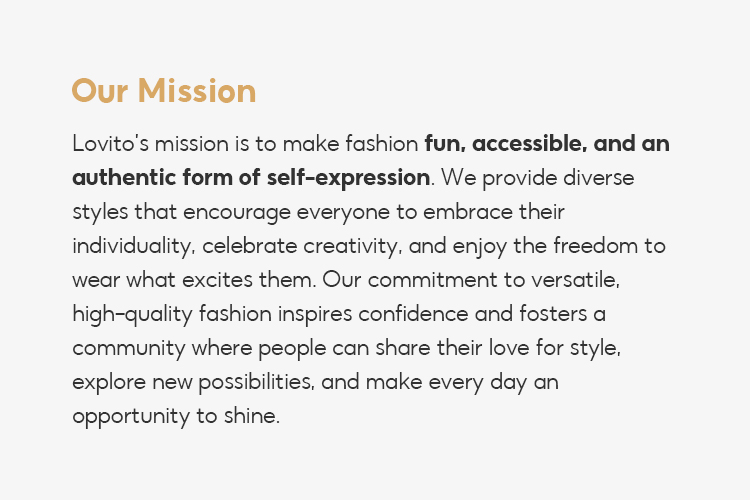 Our Mission
Lovito's mission is to make fashion fun, accessible, and an
authentic form of self-expression. We provide diverse
styles that encourage everyone to embrace their
individuality, celebrate creativity, and enjoy the freedom to
wear what excites them. Our commitment to versatile,
high-quality fashion inspires confidence and fosters a
community where people can share their love for style,
explore new possibilities, and make every day an
opportunity to shine.